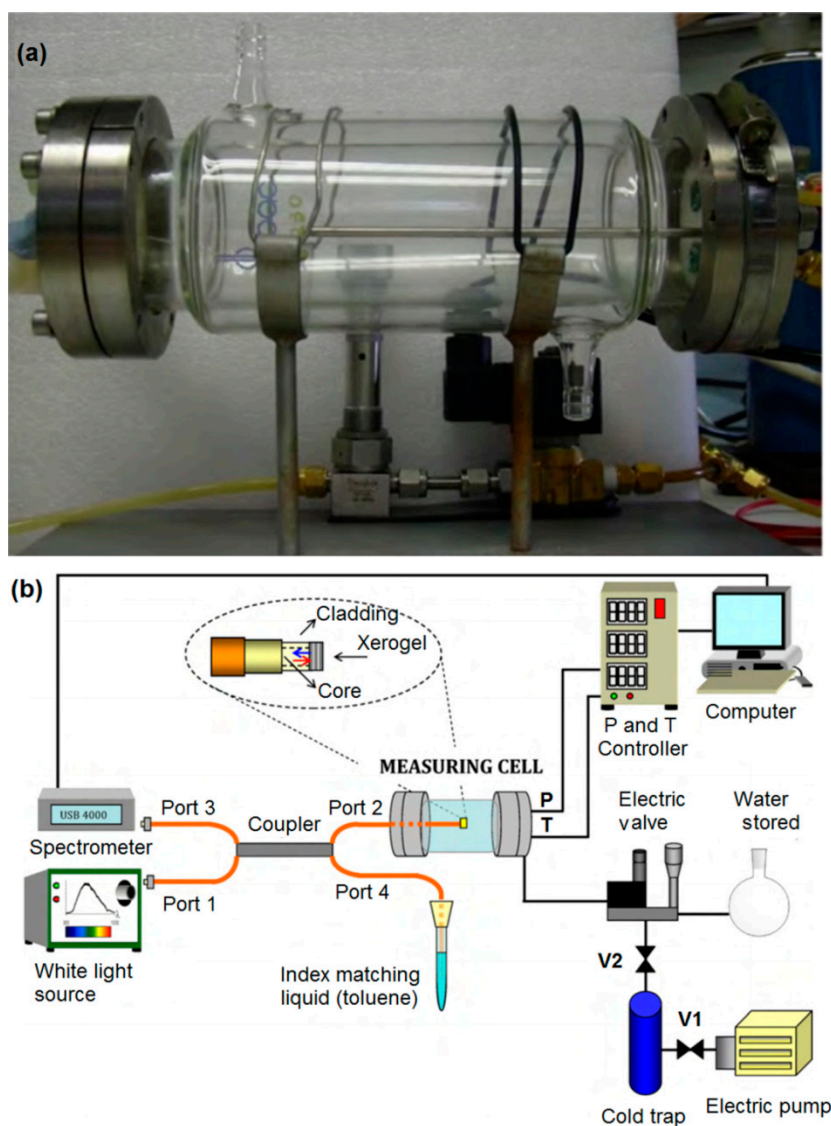 (a)
(b)
Cladding
Xerogel
Core
P and T
Controller
Computer
MEASURING CELL
P
T
Port 3
Port 2
Coupler
USB 4000
Spectrometer
Electric
valve
Water
stored
Port 1
Port 4
White light
source
Index matching
liquid (toluene)
V2
V1
Cold trap
Electric pump